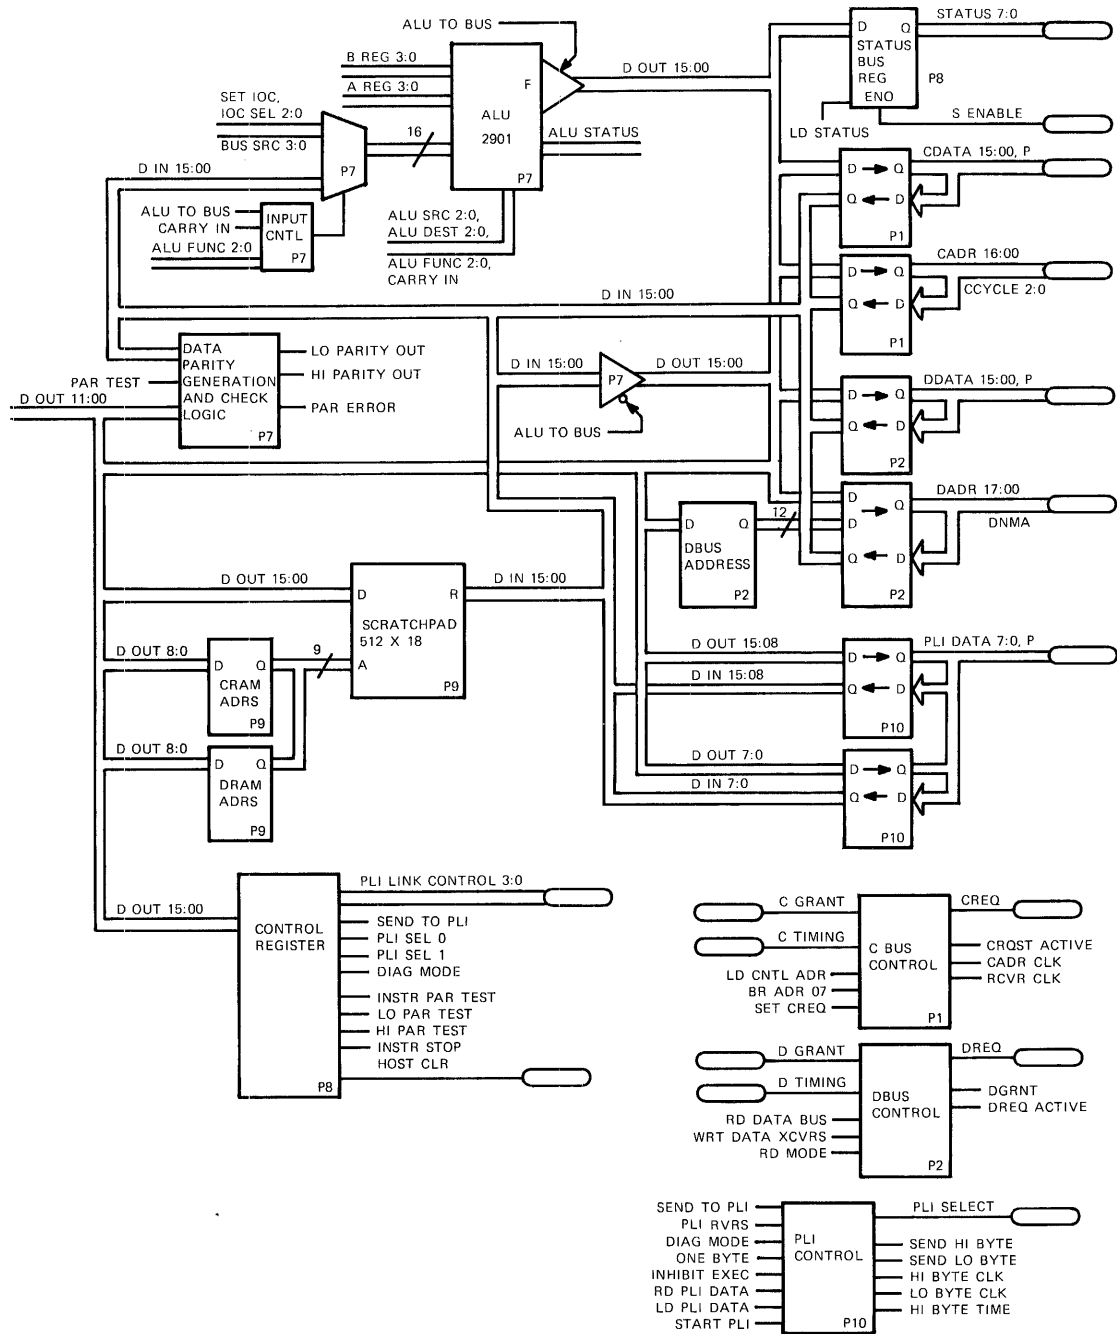 ALU TO BUS
B REG 3:0
A REG 3:0
F
ALU
2901
P7
D OUT 15:00
ALU STATUS
SET IOC,
IOC SEL 2:0
BUS SRC 3:0
16
P7
D IN 15:00
ALU TO BUS
CARRY IN
ALU FUNC 2:0
INPUT
CNTL
P7
ALU SRC 2:0,
ALU DEST 2:0,
ALU FUNC 2:0,
CARRY IN
D Q
STATUS
BUS
REG
ENO
P8
STATUS 7:0
LD STATUS
S ENABLE
D Q
Q D
P1
CDATA 15:00, P
D Q
Q D
P1
CADR 16:00
CCYCLE 2:0
D IN 15:00
DATA
PARITY
GENERATION
AND CHECK
LOGIC
P7
LO PARITY OUT
HI PARITY OUT
PAR ERROR
PAR TEST
D OUT 11:00
D IN 15:00
P7
D OUT 15:00
ALU TO BUS
D Q
Q D
P2
DDATA 15:00, P
D Q
DBUS
ADDRESS
P2
12
D Q
D
Q D
P2
DADR 17:00
DNMA
D OUT 15:00
D R
SCRATCHPAD
512 X 18
A
P9
D IN 15:00
D OUT 8:0
D Q
CRAM
ADRS
P9
9
D OUT 8:0
D Q
DRAM
ADRS
P9
D OUT 15:08
D IN 15:08
D Q
Q D
P10
PLI DATA 7:0, P
D OUT 7:0
D IN 7:0
D Q
Q D
P10
D OUT 15:00
CONTROL
REGISTER
P8
PLI LINK CONTROL 3:0
SEND TO PLI
PLI SEL 0
PLI SEL 1
DIAG MODE
INSTR PAR TEST
LO PAR TEST
HI PAR TEST
INSTR STOP
HOST CLR
C GRANT
C TIMING
LD CNTL ADR
BR ADR 07
SET CREQ
C BUS
CONTROL
P1
CREQ
CRQST ACTIVE
CADR CLK
RCVR CLK
D GRANT
D TIMING
RD DATA BUS
WRT DATA XCVRS
RD MODE
DBUS
CONTROL
P2
DREQ
DGRNT
DREQ ACTIVE
SEND TO PLI
PLI RVRS
DIAG MODE
ONE BYTE
INHIBIT EXEC
RD PLI DATA
LD PLI DATA
START PLI
PLI
CONTROL
P10
PLI SELECT
SEND HI BYTE
SEND LO BYTE
HI BYTE CLK
LO BYTE CLK
HI BYTE TIME